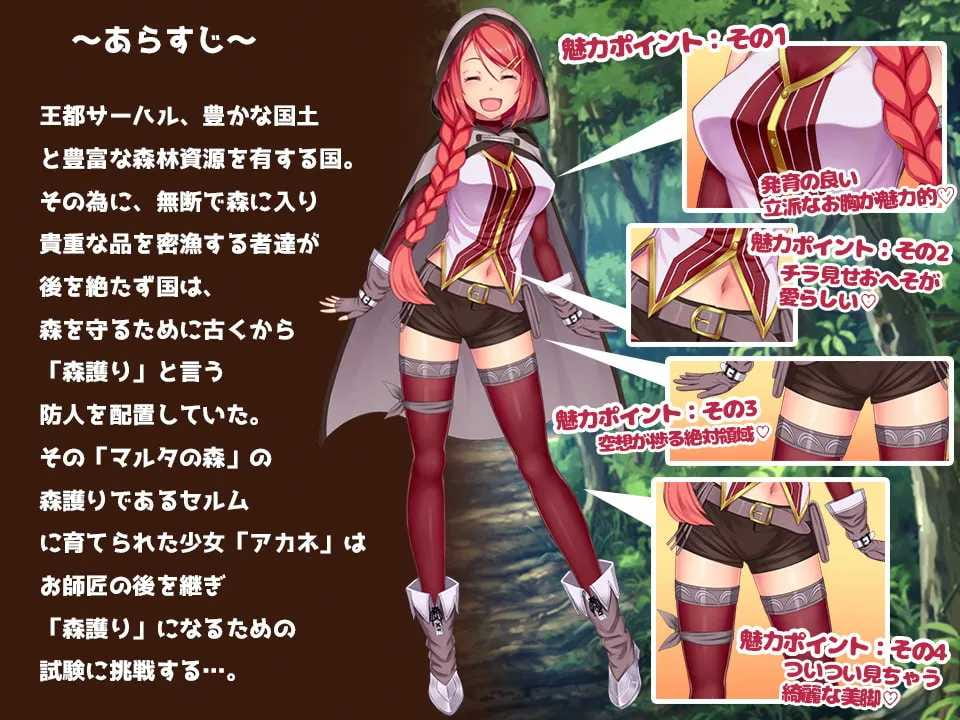 ～あらすじ～
王都サーハル、豊かな国土
と豊富な森林資源を有する国。
その為に、無断で森に入り
貴重な品を密漁する者達が
後を絶たず国は、
森を守るために古くから
「森護り」と言う
防人を配置していた。
その「マルタの森」の
森護りであるセルム
に育てられた少女「アカネ」は
お師匠の後を継ぎ
「森護り」になるための
試験に挑戦する…。
魅力ポイント：その1
発育の良い
立派なお胸が魅力的♡
魅力ポイント：その2
チラ見せおへそが
愛らしい♡
魅力ポイント：その3
空想が捗る絶対領域♡
魅力ポイント：その4
ついつい見ちゃう
綺麗な美脚♡